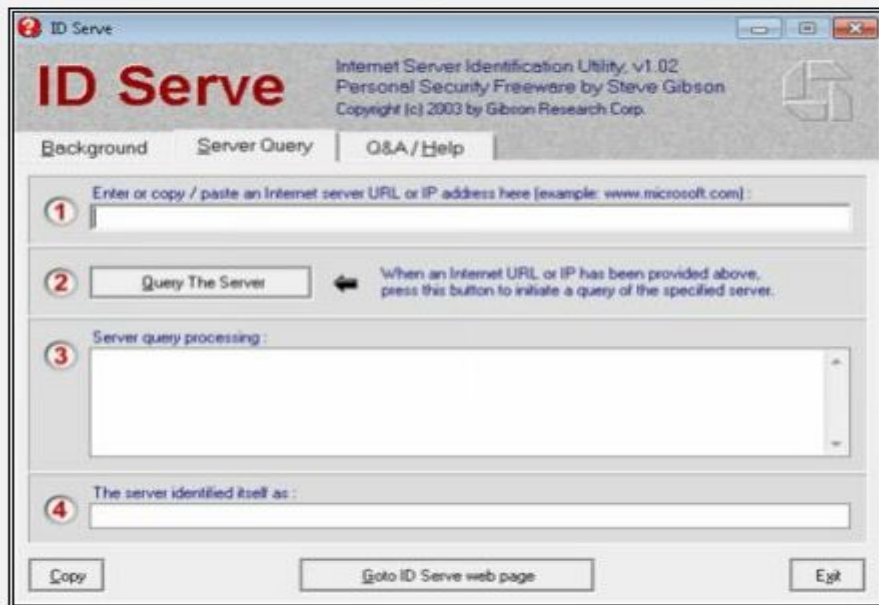 ID Serve
ID Serve
Internet Server Identification Utility, v1.02
Personal Security Freeware by Steve Gibson
Copyright (c) 2003 by Gibson Research Corp.
Background
Server Query
Q&A / Help
1
Enter or copy / paste an Internet server URL or IP address here (example: www.microsoft.com) :
2
Query The Server
When an Internet URL or IP has been provided above,
press this button to initiate a query of the specified server.
3
Server query processing :
4
The server identified itself as :
Copy
Goto ID Serve web page
Exit